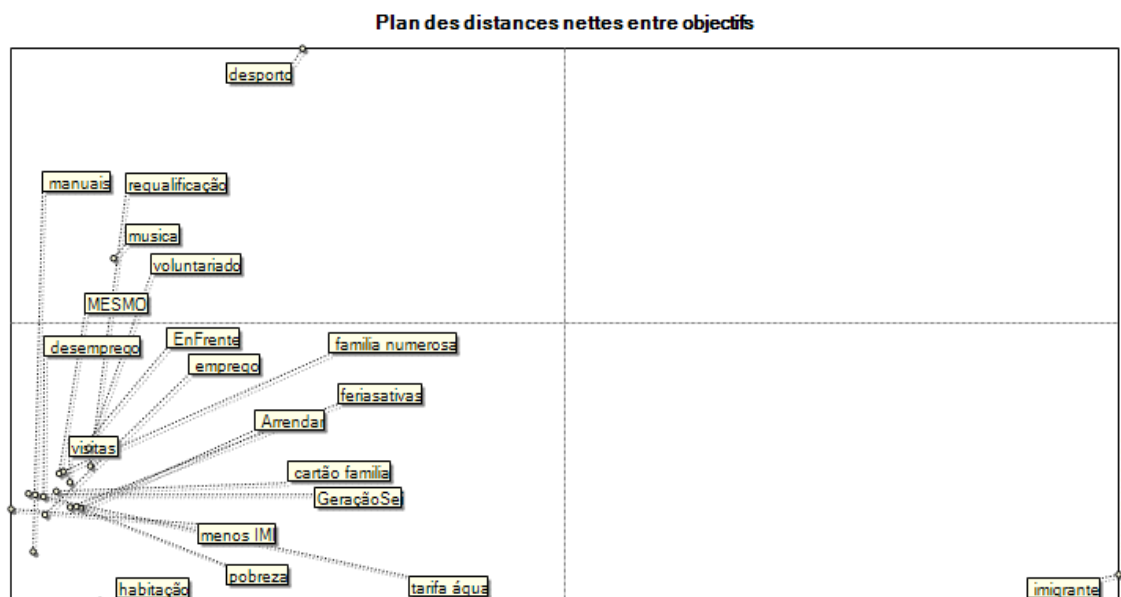 Plan des distances nettes entre objectifs
desporto
manuais
requalificação
musica
voluntariado
MESMO
EnFrente
desemprego
familia numerosa
emprego
feriasativas
Arrendar
visitas
cartão familia
GeraçãoSei
menos IMI
pobreza
tarifa água
habitação
imigrante